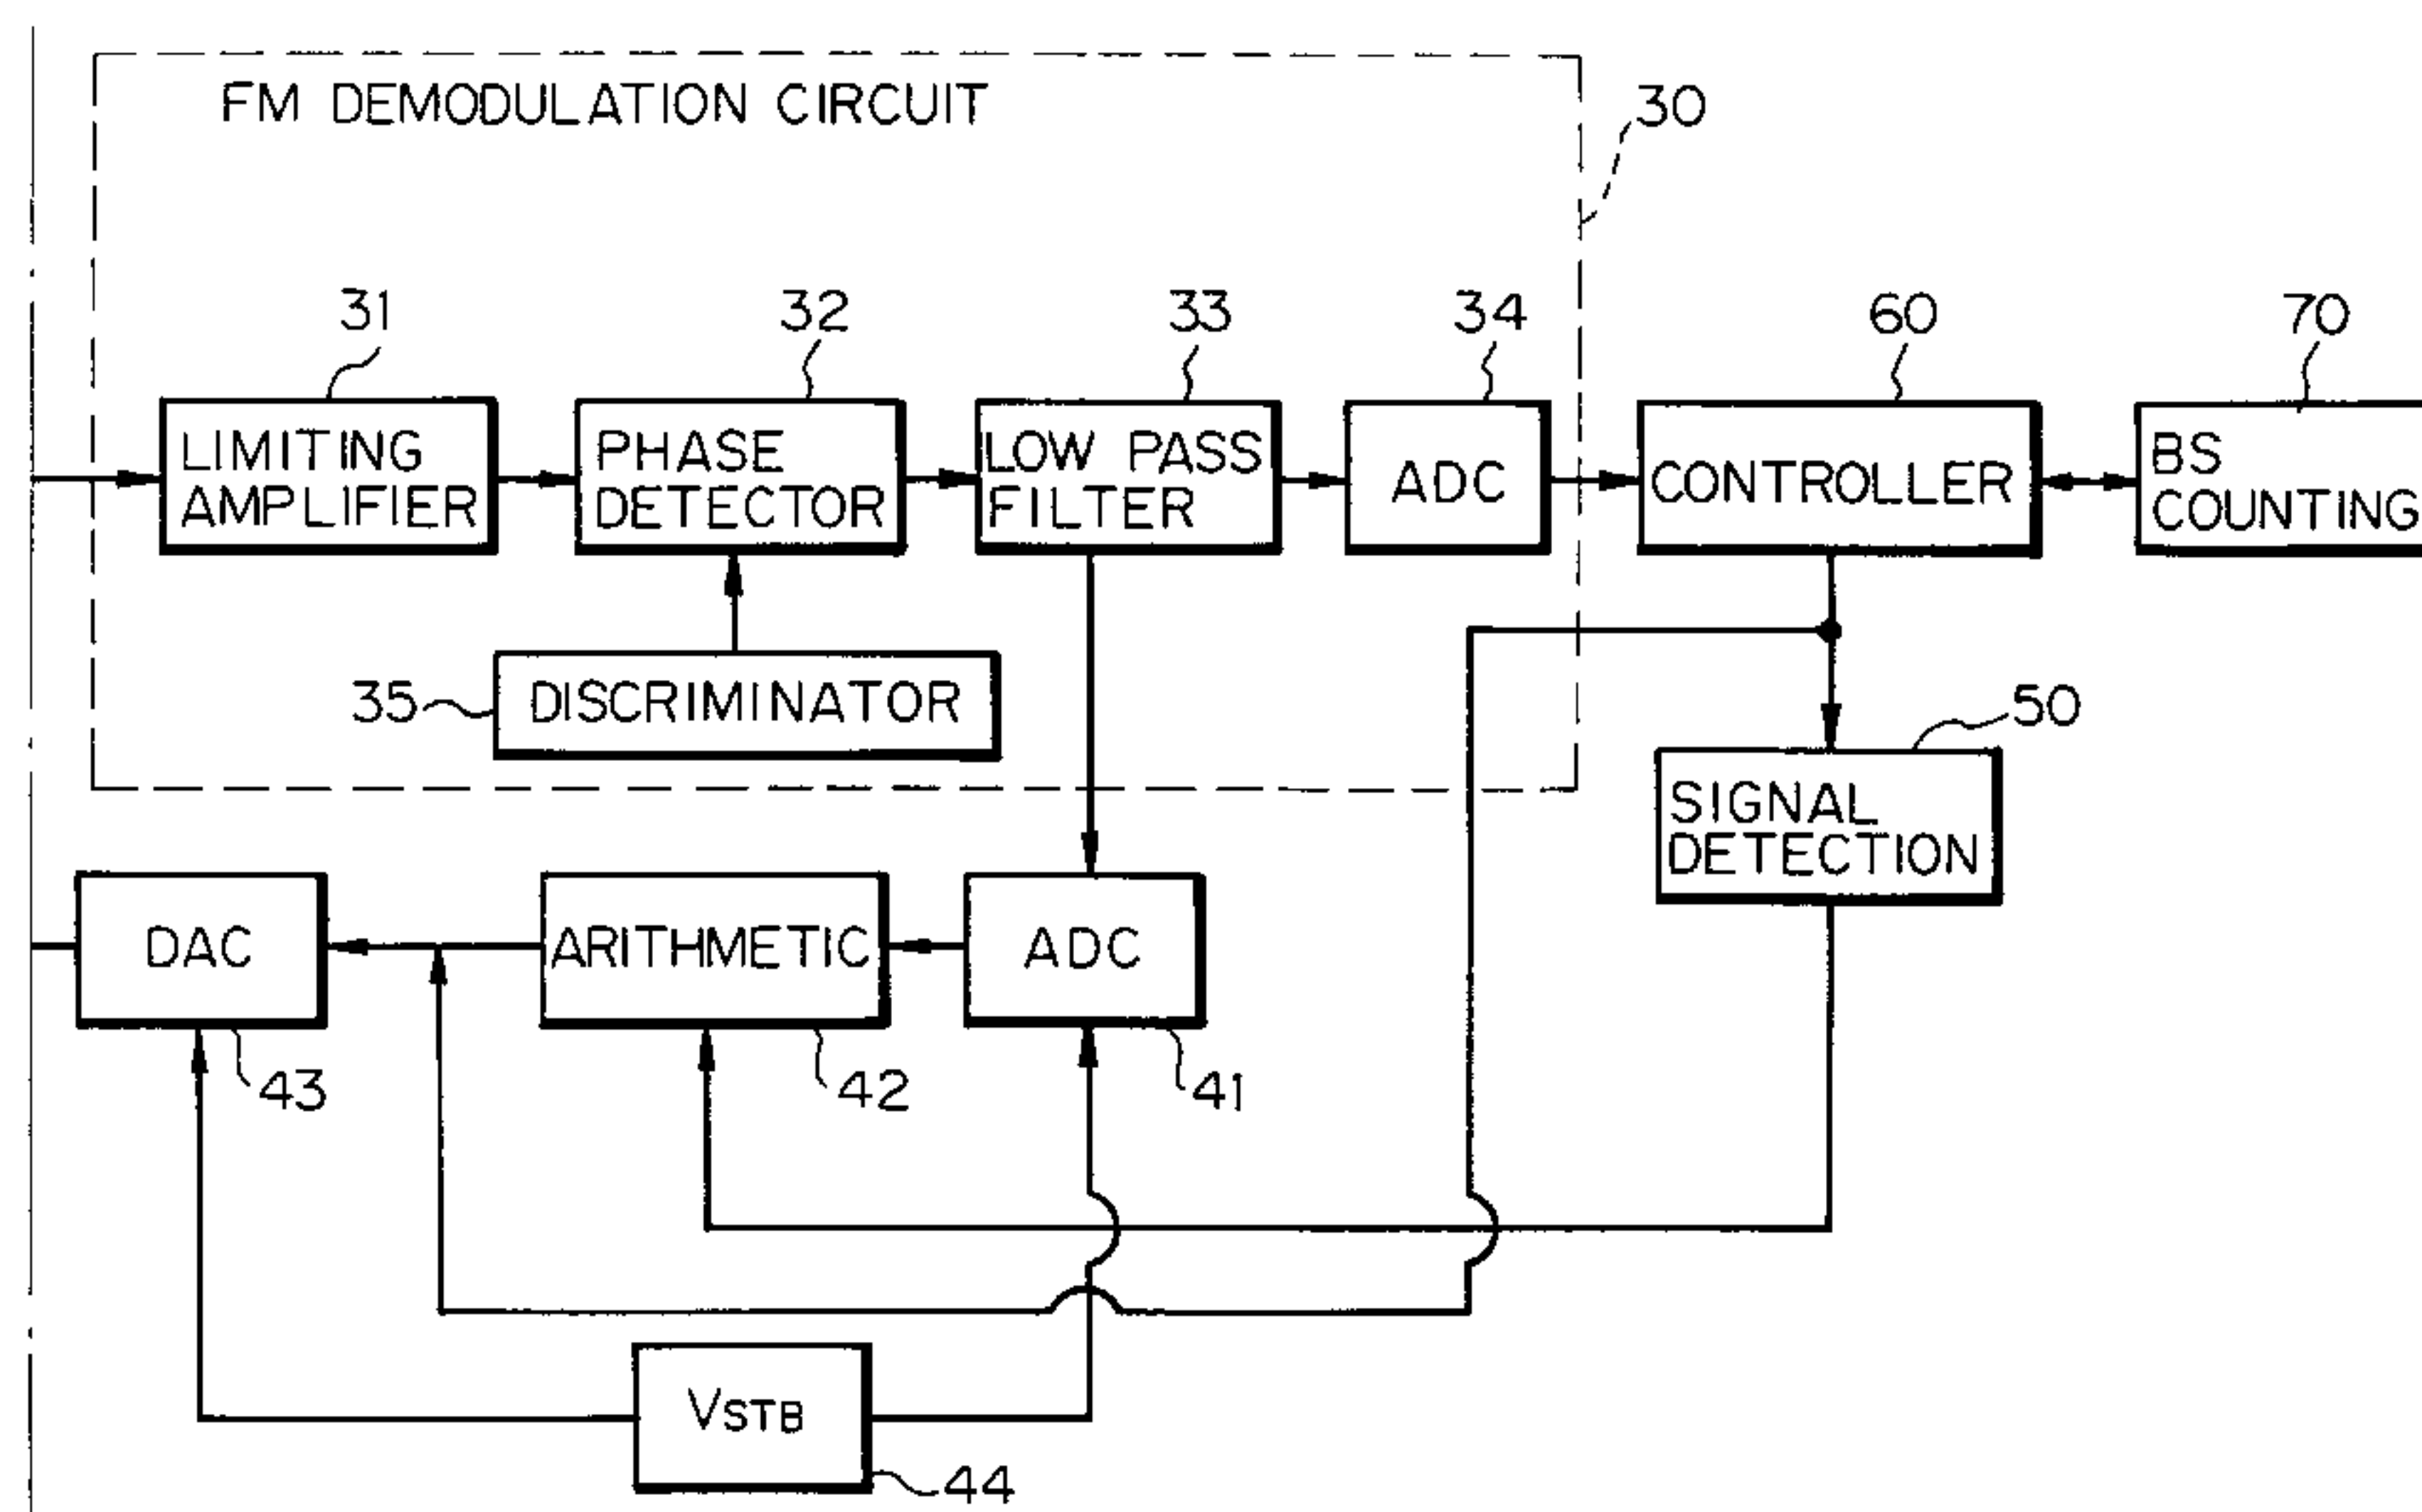 FM DEMODULATION CIRCUIT
30
31
32
33
34
60
70
LIMITING
AMPLIFIER
PHASE
DETECTOR
LOW PASS
FILTER
ADC
CONTROLLER
BS
COUNTING
35
DISCRIMINATOR
50
SIGNAL
DETECTION
DAC
ARITHMETIC
ADC
43
42
41
VSTB
44